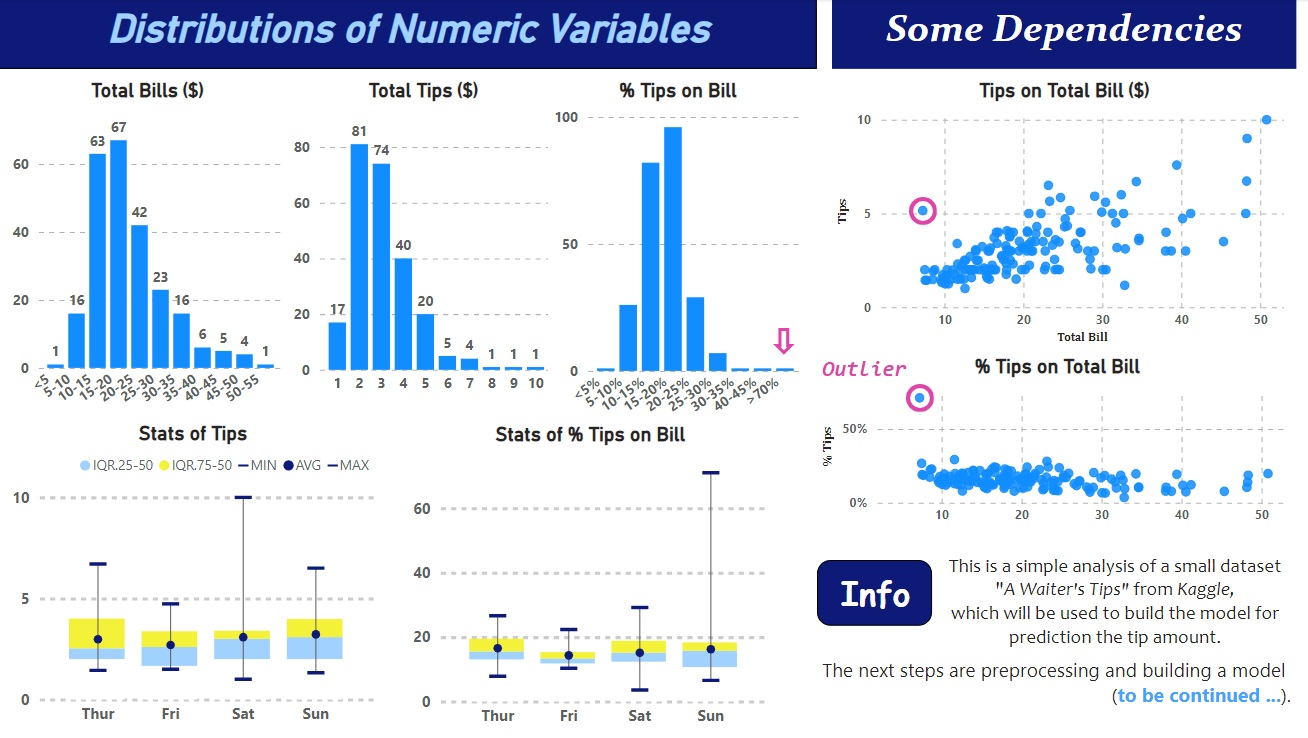 Distributions of Numeric Variables
Some Dependencies
Total Bills ($)
60
40
20
0
1
16
63
67
42
23
16
6
5
4
1
<5
5-10
10-15
15-20
20-25
25-30
30-35
35-40
40-45
45-50
50-55
Total Tips ($)
80
60
40
20
0
17
81
74
40
20
5
4
1
1
1
1
2
3
4
5
6
7
8
9
10
% Tips on Bill
100
50
0
<5%
5-10%
10-15%
15-20%
20-25%
25-30%
30-35%
40-45%
>70%
Tips on Total Bill ($)
Tips
10
5
0
10
20
30
40
50
Total Bill
Outlier
% Tips on Total Bill
% Tips
50%
0%
10
20
30
40
50
Stats of Tips
IQR.25-50 IQR.75-50 MIN AVG MAX
10
5
0
Thur
Fri
Sat
Sun
Stats of % Tips on Bill
60
40
20
0
Thur
Fri
Sat
Sun
Info
This is a simple analysis of a small dataset
"A Waiter's Tips" from Kaggle,
which will be used to build the model for
prediction the tip amount.
The next steps are preprocessing and building a model
(to be continued ...).